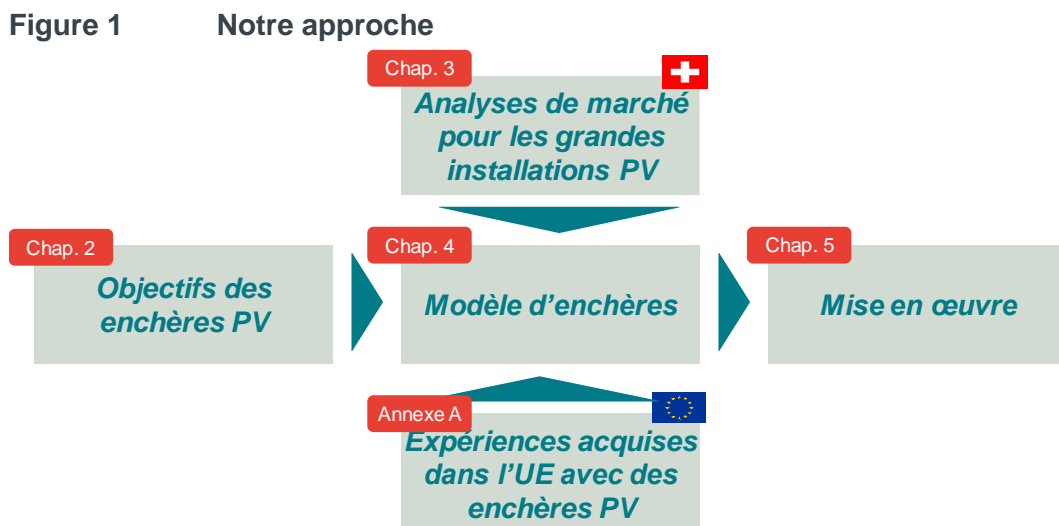 Figure 1 Notre approche
Chap. 3
Analyses de marché
pour les grandes
installations PV
Chap. 2
Objectifs des
enchères PV
Chap. 4
Modèle d’enchères
Chap. 5
Mise en œuvre
Annexe A
Expériences acquises
dans l’UE avec des
enchères PV